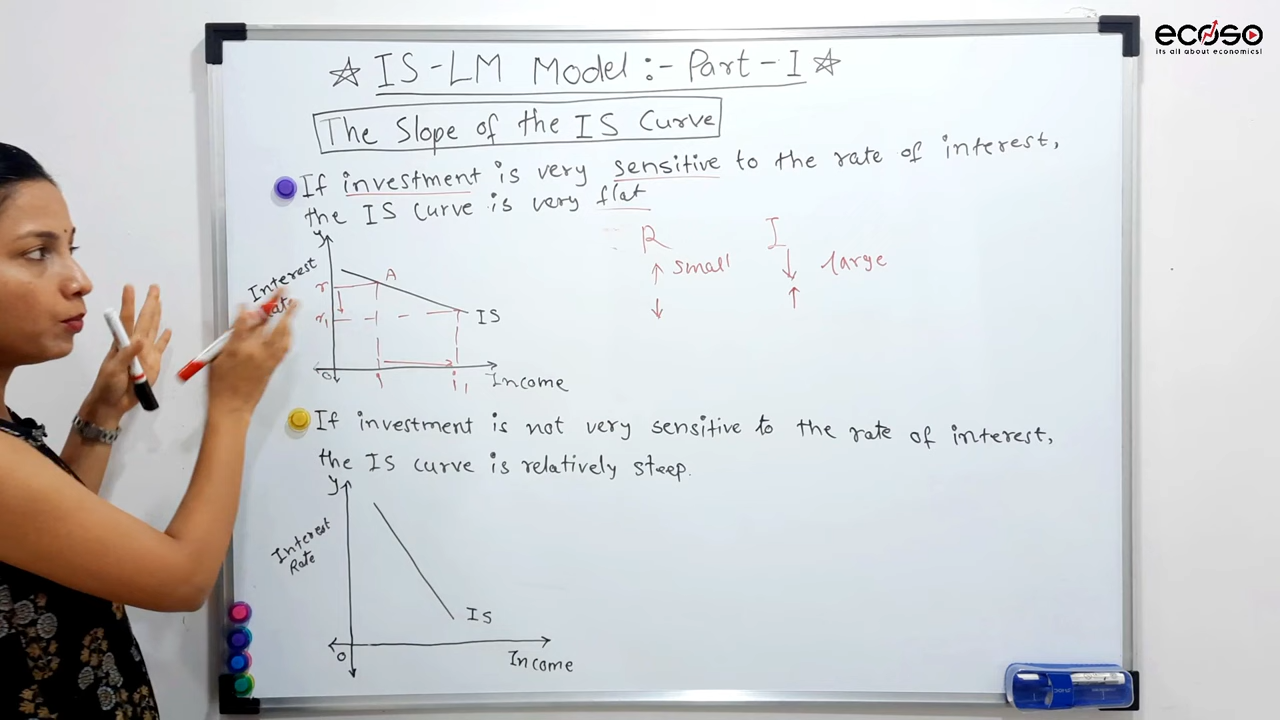 ecoso
its all about economics!
IS-LM Model:- Part-I
The Slope of the IS Curve
If investment is very sensitive to the rate of interest,
the IS Curve is very flat
R I
small large
y
Interest
r A
r₁ IS
O i i₁ Income
If investment is not very sensitive to the rate of interest,
the IS curve is relatively steep.
y
Interest
Rate
IS
O Income